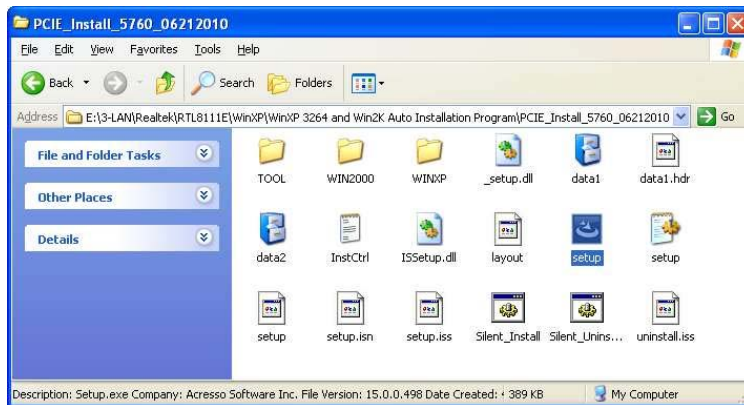 PCIE_Install_5760_06212010
File Edit View Favorites Tools Help
Back Search Folders
Address E:\3-LAN\Realtek\RTL8111E\WinXP\WinXP 3264 and Win2K Auto Installation Program\PCIE_Install_5760_06212010 Go
File and Folder Tasks
Other Places
Details
TOOL WIN2000 WINXP _setup.dll data1 data1.hdr
data2 InstCtrl ISSetup.dll layout setup setup
setup setup.isn setup.iss Silent_Install Silent_Unins... uninstall.iss
Description: Setup.exe Company: Acresso Software Inc. File Version: 15.0.0.498 Date Created: 389 KB My Computer